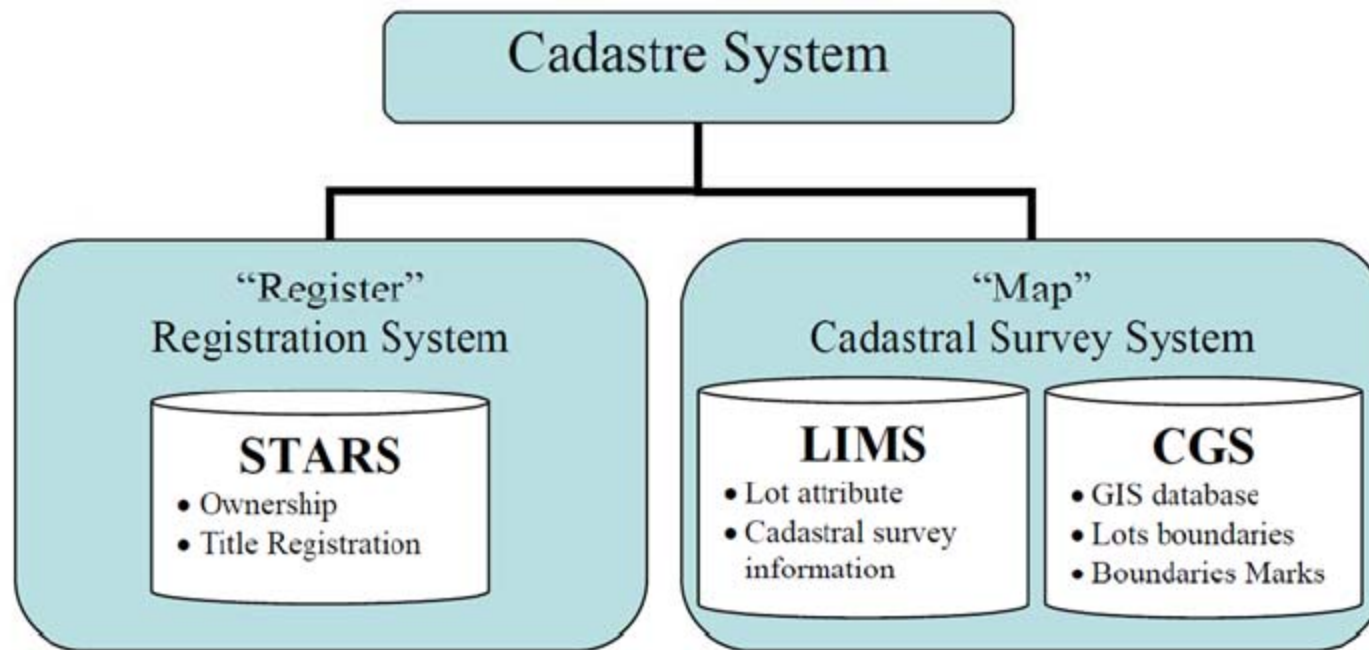 Cadastre System
“Register”
Registration System
STARS
• Ownership
• Title Registration
“Map”
Cadastral Survey System
LIMS
• Lot attribute
• Cadastral survey
information
CGS
• GIS database
• Lots boundaries
• Boundaries Marks